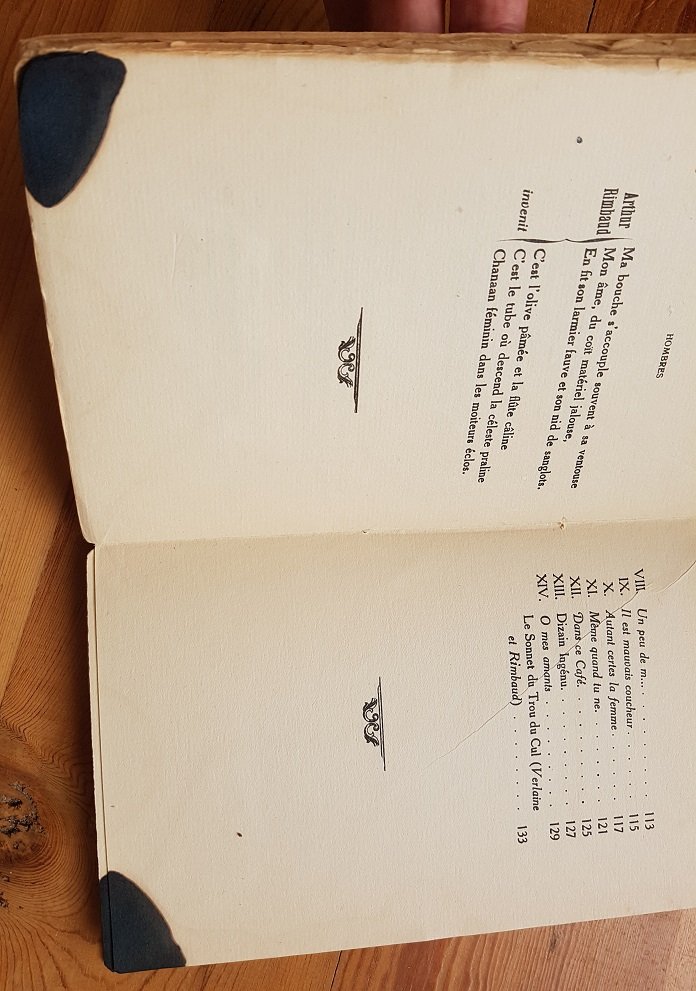 HOMBRES
Arthur
Rimbaud
invenit
Ma bouche s'accouple souvent à sa ventouse
Mon âme, du coït matériel jalouse,
En fit son larmier fauve et son nid de sanglots.
C'est l'olive pâmée et la flûte câline
C'est le tube où descend la céleste praline
Chanaan féminin dans les moiteurs éclos.
VIII. Un peu de m... . . . . . . . 113
IX. Il est mauvais coucheur . . . . . 115
X. Autant certes la femme . . . . . 117
XI. Même quand tu ne. . . . . . . 121
XII. Dans ce Café. . . . . . . . 125
XIII. Dizain Ingénu. . . . . . . . 127
XIV. O mes amants . . . . . . . . 129
Le Sonnet du Trou du Cul (Verlaine
et Rimbaud) . . . . . . . 133